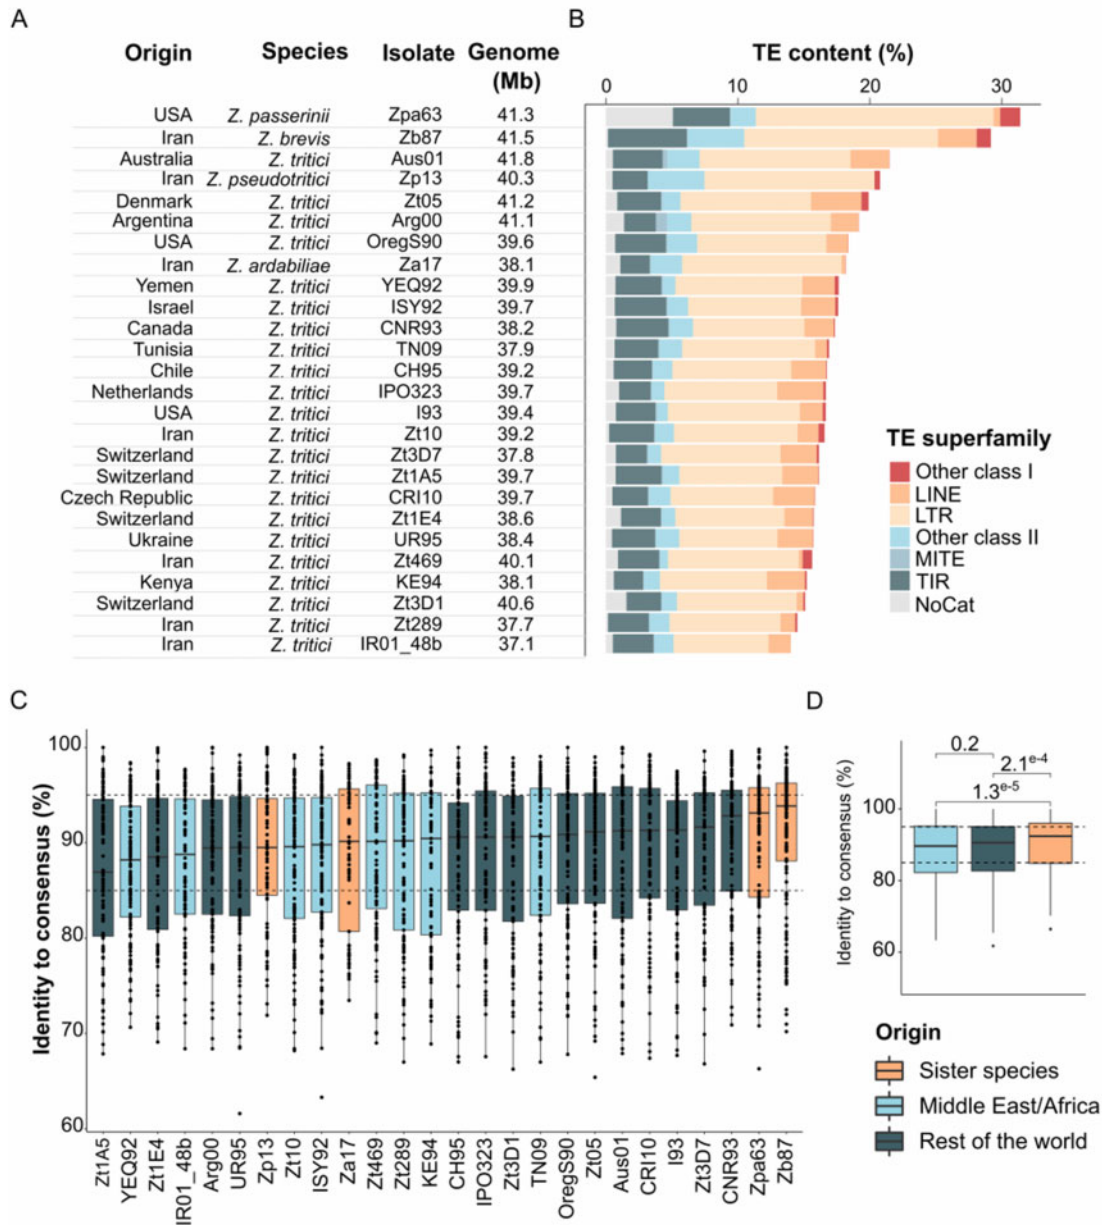 A
B
Origin Species Isolate Genome (Mb)
TE content (%)
0 10 20 30
USA Z. passerinii Zpa63 41.3
Iran Z. brevis Zb87 41.5
Australia Z. tritici Aus01 41.8
Iran Z. pseudotritici Zp13 40.3
Denmark Z. tritici Zt05 41.2
Argentina Z. tritici Arg00 41.1
USA Z. tritici OregS90 39.6
Iran Z. ardabiliae Za17 38.1
Yemen Z. tritici YEQ92 39.9
Israel Z. tritici ISY92 39.7
Canada Z. tritici CNR93 38.2
Tunisia Z. tritici TN09 37.9
Chile Z. tritici CH95 39.2
Netherlands Z. tritici IPO323 39.7
USA Z. tritici I93 39.4
Iran Z. tritici Zt10 39.2
Switzerland Z. tritici Zt3D7 37.8
Switzerland Z. tritici Zt1A5 39.7
Czech Republic Z. tritici CRI10 39.7
Switzerland Z. tritici Zt1E4 38.6
Ukraine Z. tritici UR95 38.4
Iran Z. tritici Zt469 40.1
Kenya Z. tritici KE94 38.1
Switzerland Z. tritici Zt3D1 40.6
Iran Z. tritici Zt289 37.7
Iran Z. tritici IR01_48b 37.1
TE superfamily
Other class I
LINE
LTR
Other class II
MITE
TIR
NoCat
C
Identity to consensus (%)
100
90
80
70
60
Zt1A5 YEQ92 Zt1E4 IR01_48b Arg00 UR95 Zp13 Zt10 ISY92 Za17 Zt469 Zt289 KE94 CH95 IPO323 Zt3D1 TN09 OregS90 Zt05 Aus01 CRI10 I93 Zt3D7 CNR93 Zpa63 Zb87
D
Identity to consensus (%)
100
80
60
0.2
2.1e-4
1.3e-5
Origin
Sister species
Middle East/Africa
Rest of the world